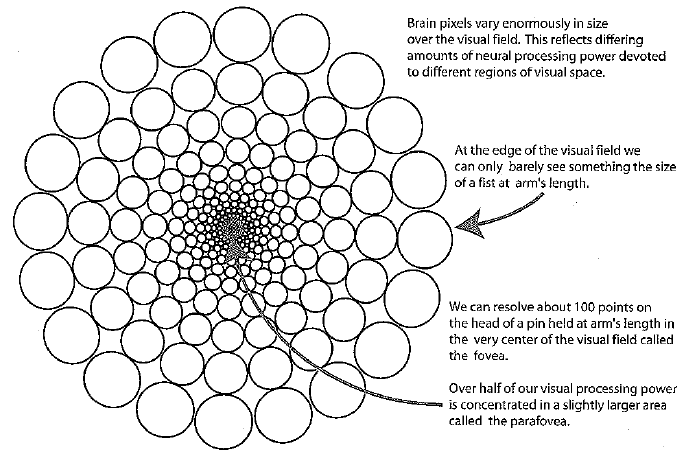 Brain pixels vary enormously in size
over the visual field. This reflects differing
amounts of neural processing power devoted
to different regions of visual space.
At the edge of the visual field we
can only barely see something the size
of a fist at arm's length.
We can resolve about 100 points on
the head of a pin held at arm's length in
the very center of the visual field called
the fovea.
Over half of our visual processing power
is concentrated in a slightly larger area
called the parafovea.